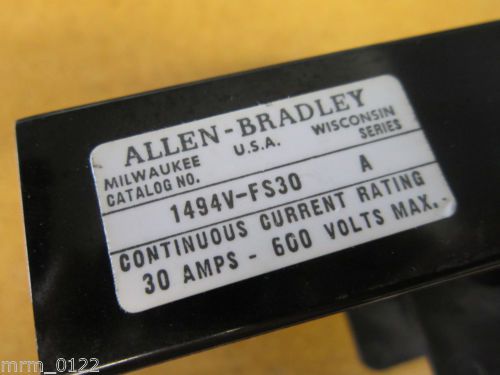 ALLEN-BRADLEY
MILWAUKEE U.S.A. WISCONSIN
CATALOG NO. SERIES
1494V-FS30 A
CONTINUOUS CURRENT RATING
30 AMPS - 600 VOLTS MAX.
mrm_0122